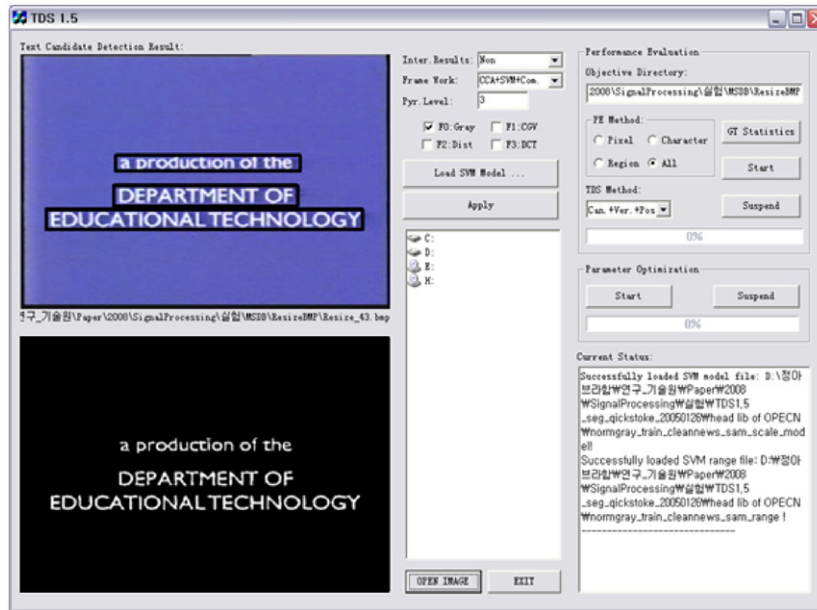 TDS 1.5
Text Candidate Detection Result:
a production of the
DEPARTMENT OF
EDUCATIONAL TECHNOLOGY
구_기술원\Paper\2008\SignalProcessing\실험\MSDB\ResizeBMP\Resize_43.bmp
a production of the
DEPARTMENT OF
EDUCATIONAL TECHNOLOGY
Inter.Results: Non
Frame Work: CCA+SVM+Com.
Pyr.Level: 3
F0:Gray F1:CGV
F2:Dist F3:DCT
Load SVM Model ...
Apply
C:
D:
E:
H:
OPEN IMAGE EXIT
Performance Evaluation
Objective Directory:
2008\SignalProcessing\실험\MSDB\ResizeBMP
PE Method:
Pixel Character
Region All
GT Statistics
Start
TDS Method:
Can.+Ver.+Pos
Suspend
0%
Parameter Optimization
Start Suspend
0%
Current Status:
Successfully loaded SVM model file: D:\정아
브라함₩연구_기술원₩Paper₩2008
₩SignalProcessing₩실험₩TDS1,5
_seg_qickstoke_20050126₩head lib of OPECN
₩normgray_train_cleannews_sam_scale_mod
el!
Successfully loaded SVM range file: D:₩정아
브라함₩연구_기술원₩Paper₩2008
₩SignalProcessing₩실험₩TDS1,5
_seg_qickstoke_20050126₩head lib of OPECN
₩normgray_train_cleannews_sam_range !
------------------------------